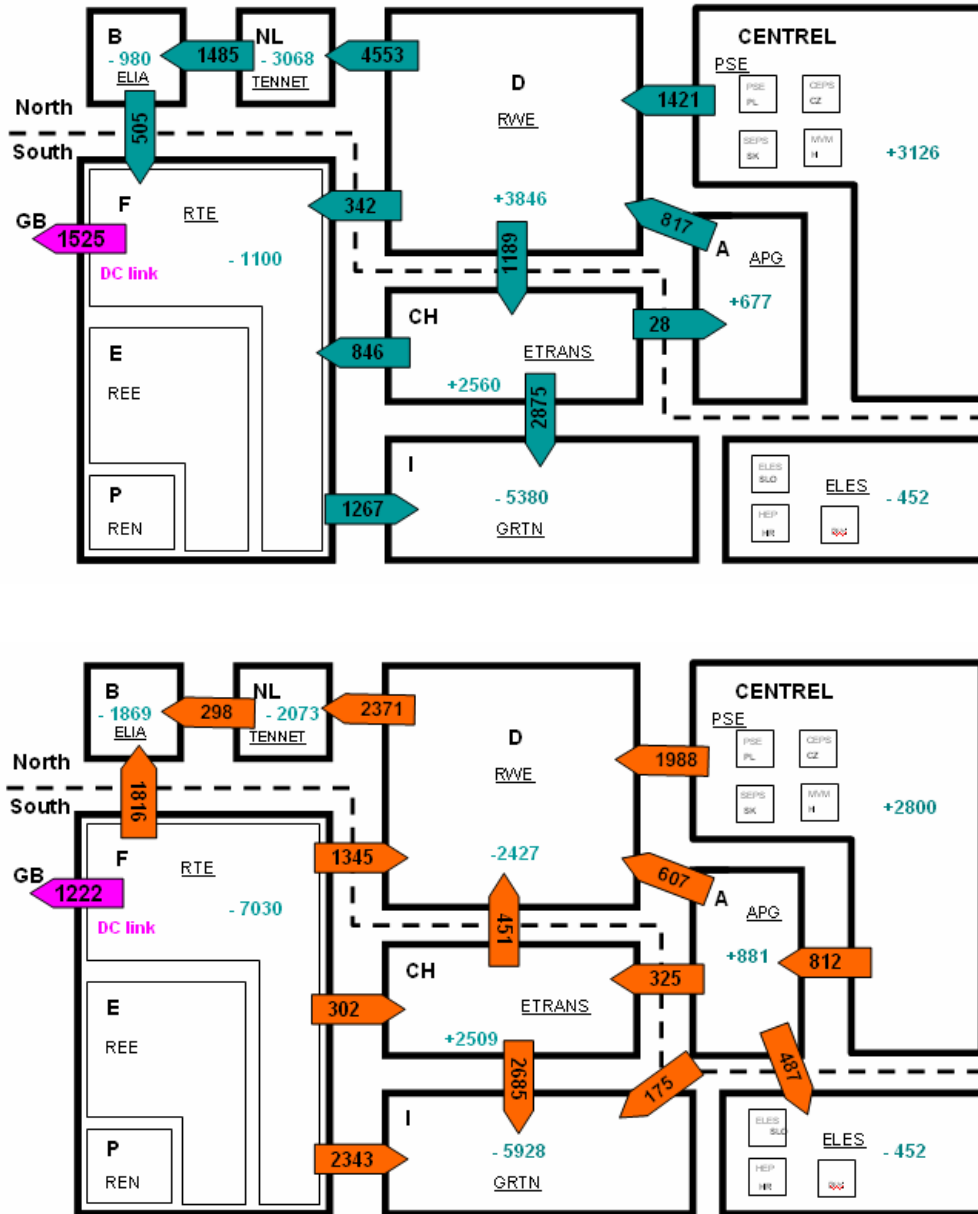 B
- 980
ELIA
1485
NL
- 3068
TENNET
4553
D
RWE
+3846
1421
CENTREL
PSE
PSE
PL
CEPS
CZ
SEPS
SK
MVM
H
+3126
North
South
505
F
RTE
- 1100
GB
1525
DC link
342
1189
817
A
APG
+677
CH
ETRANS
+2560
28
846
2875
E
REE
P
REN
1267
I
- 5380
GRTN
ELES
SLO
HEP
HR
ELES
- 452
B
- 1869
ELIA
298
NL
- 2073
TENNET
2371
D
RWE
-2427
1988
CENTREL
PSE
PSE
PL
CEPS
CZ
SEPS
SK
MVM
H
+2800
North
South
1816
F
RTE
- 7030
GB
1222
DC link
1345
451
607
A
APG
+881
812
CH
ETRANS
+2509
325
302
2685
175
487
E
REE
P
REN
2343
I
- 5928
GRTN
ELES
SLO
HEP
HR
ELES
- 452